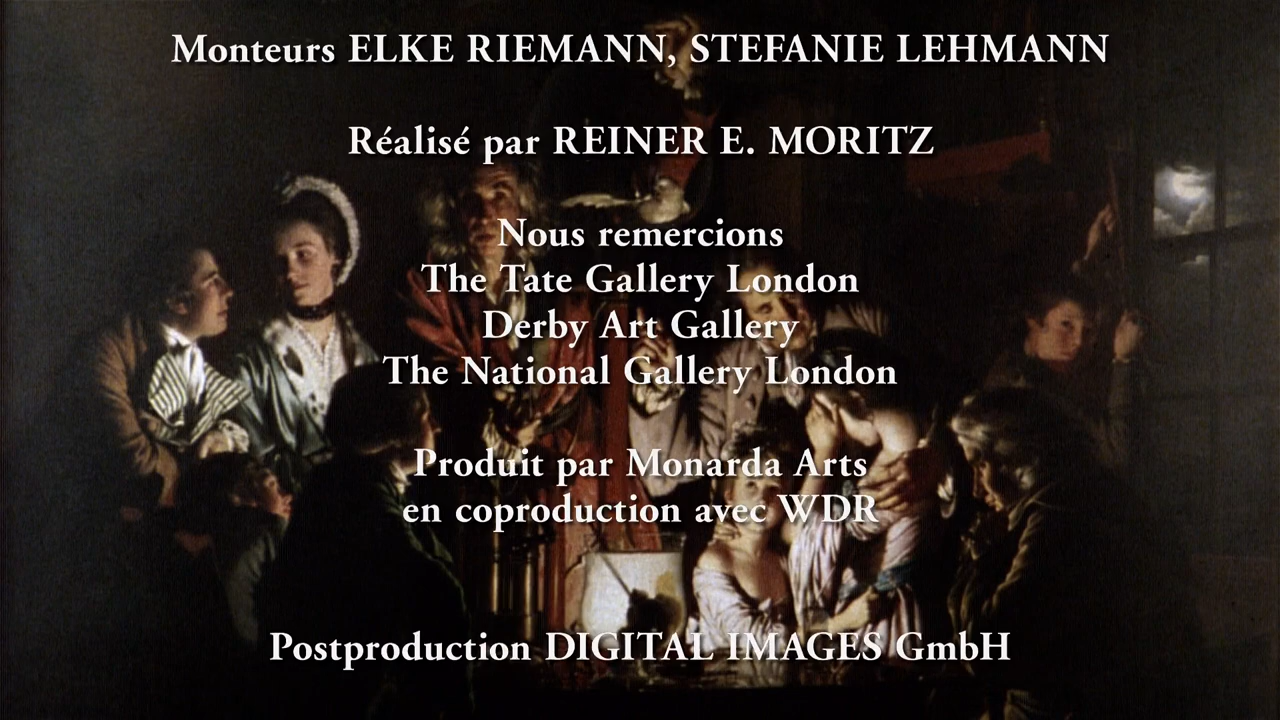 Monteurs ELKE RIEMANN, STEFANIE LEHMANN
Réalisé par REINER E. MORITZ
Nous remercions
The Tate Gallery London
Derby Art Gallery
The National Gallery London
Produit par Monarda Arts
en coproduction avec WDR
Postproduction DIGITAL IMAGES GmbH